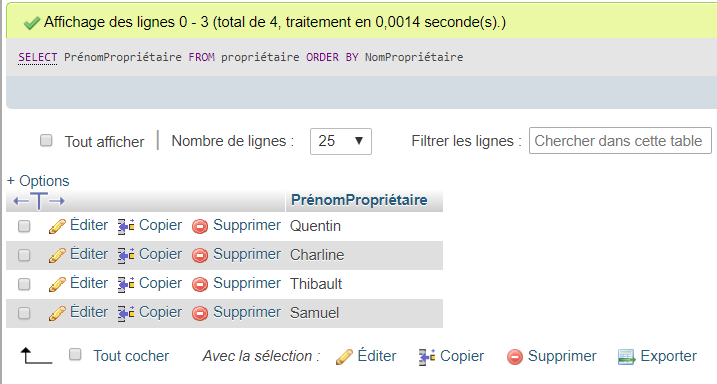 Affichage des lignes 0 - 3 (total de 4, traitement en 0,0014 seconde(s).)
SELECT PrénomPropriétaire FROM propriétaire ORDER BY NomPropriétaire
Tout afficher | Nombre de lignes : 25 Filtrer les lignes : Chercher dans cette table
+ Options
←T→ PrénomPropriétaire
Éditer Copier Supprimer Quentin
Éditer Copier Supprimer Charline
Éditer Copier Supprimer Thibault
Éditer Copier Supprimer Samuel
Tout cocher Avec la sélection : Éditer Copier Supprimer Exporter